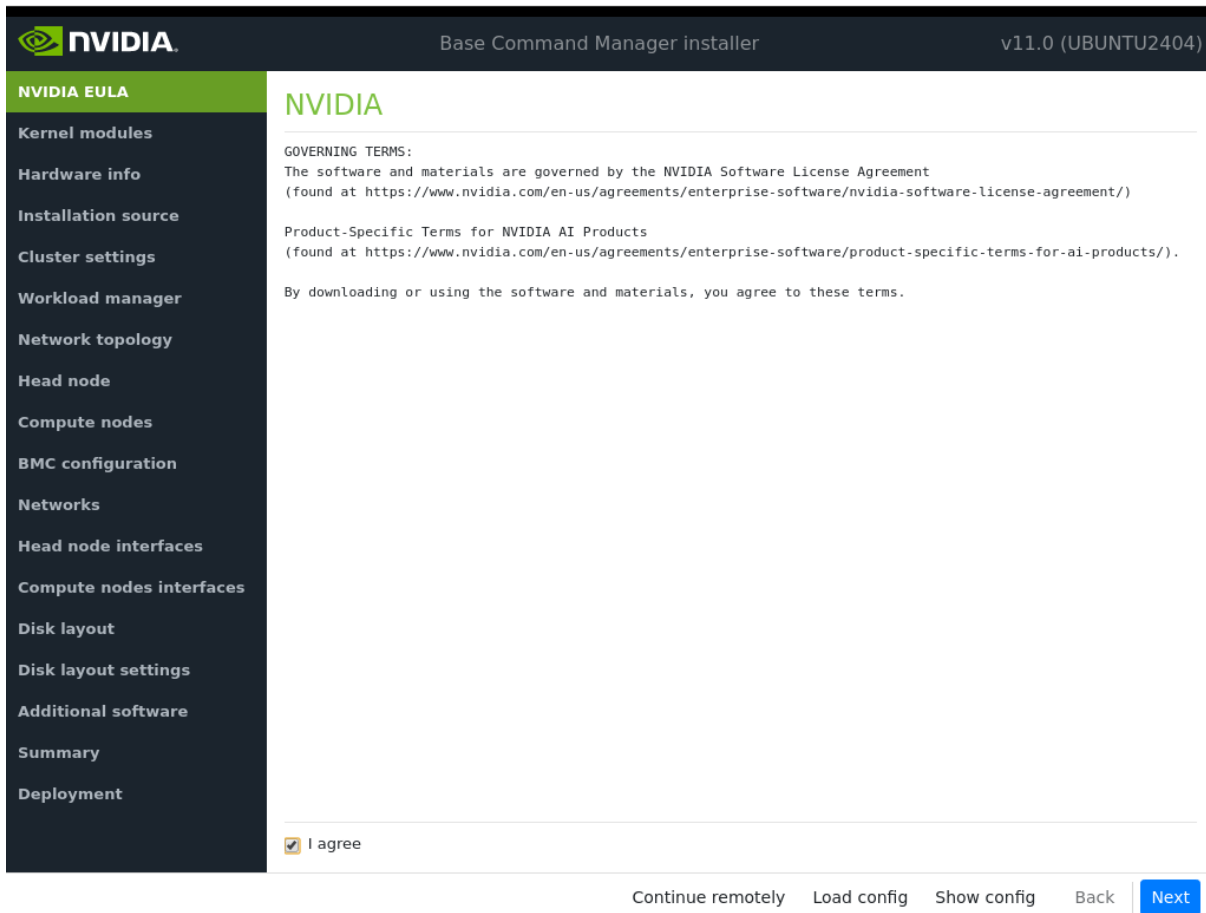 NVIDIA.
Base Command Manager installer
v11.0 (UBUNTU2404)
NVIDIA EULA
Kernel modules
Hardware info
Installation source
Cluster settings
Workload manager
Network topology
Head node
Compute nodes
BMC configuration
Networks
Head node interfaces
Compute nodes interfaces
Disk layout
Disk layout settings
Additional software
Summary
Deployment
NVIDIA
GOVERNING TERMS:
The software and materials are governed by the NVIDIA Software License Agreement
(found at https://www.nvidia.com/en-us/agreements/enterprise-software/nvidia-software-license-agreement/)
Product-Specific Terms for NVIDIA AI Products
(found at https://www.nvidia.com/en-us/agreements/enterprise-software/product-specific-terms-for-ai-products/).
By downloading or using the software and materials, you agree to these terms.
I agree
Continue remotely
Load config
Show config
Back
Next